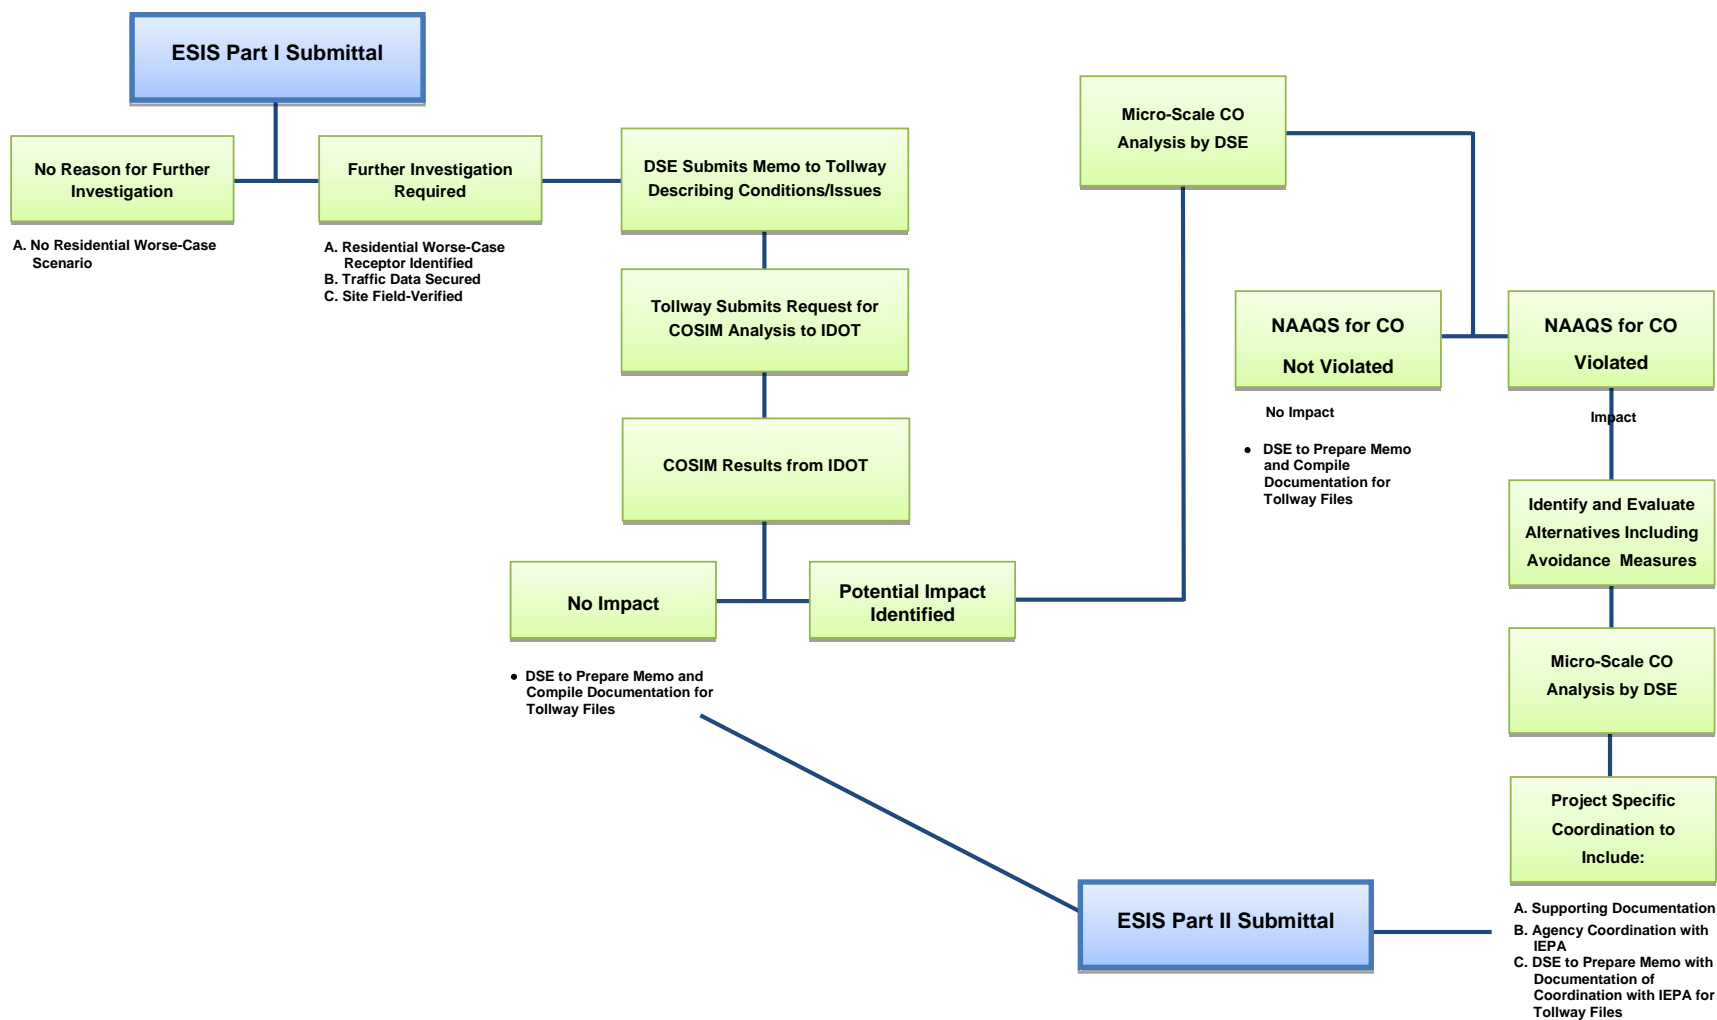 ESIS Part I Submittal
No Reason for Further
Investigation
A. No Residential Worse-Case
Scenario
Further Investigation
Required
A. Residential Worse-Case
Receptor Identified
B. Traffic Data Secured
C. Site Field-Verified
DSE Submits Memo to Tollway
Describing Conditions/Issues
Tollway Submits Request for
COSIM Analysis to IDOT
COSIM Results from IDOT
No Impact
• DSE to Prepare Memo and
Compile Documentation for
Tollway Files
Potential Impact
Identified
Micro-Scale CO
Analysis by DSE
NAAQS for CO
Not Violated
No Impact
• DSE to Prepare Memo
and Compile
Documentation for
Tollway Files
NAAQS for CO
Violated
Impact
Identify and Evaluate
Alternatives Including
Avoidance Measures
Micro-Scale CO
Analysis by DSE
Project Specific
Coordination to
Include:
A. Supporting Documentation
B. Agency Coordination with
IEPA
C. DSE to Prepare Memo with
Documentation of
Coordination with IEPA for
Tollway Files
ESIS Part II Submittal